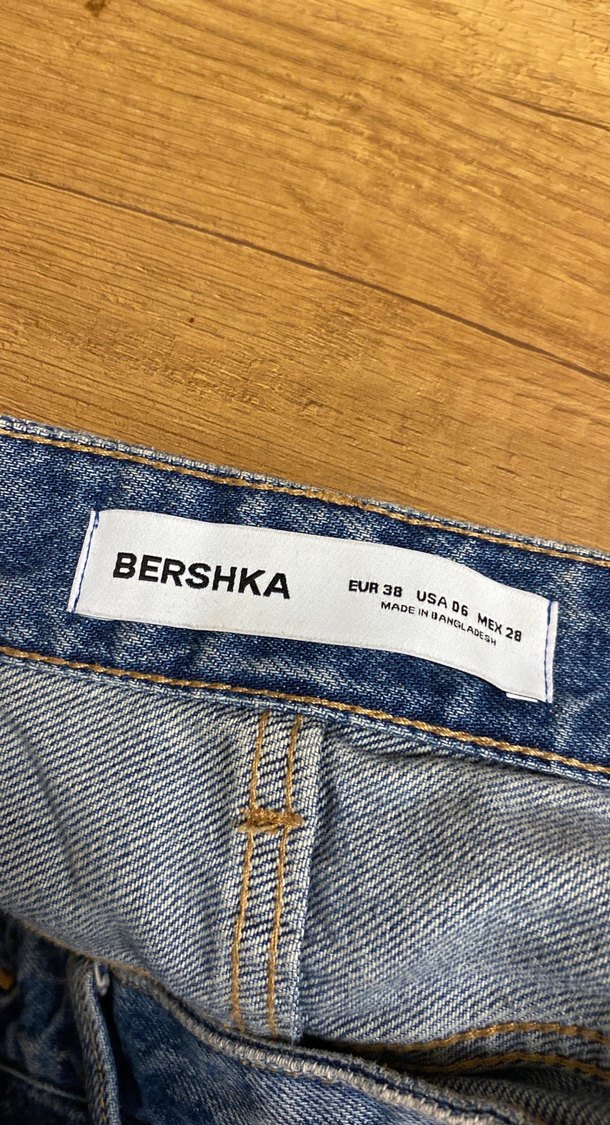 BERSHKA
EUR 38 USA 06 MEX 28
MADE IN BANGLADESH